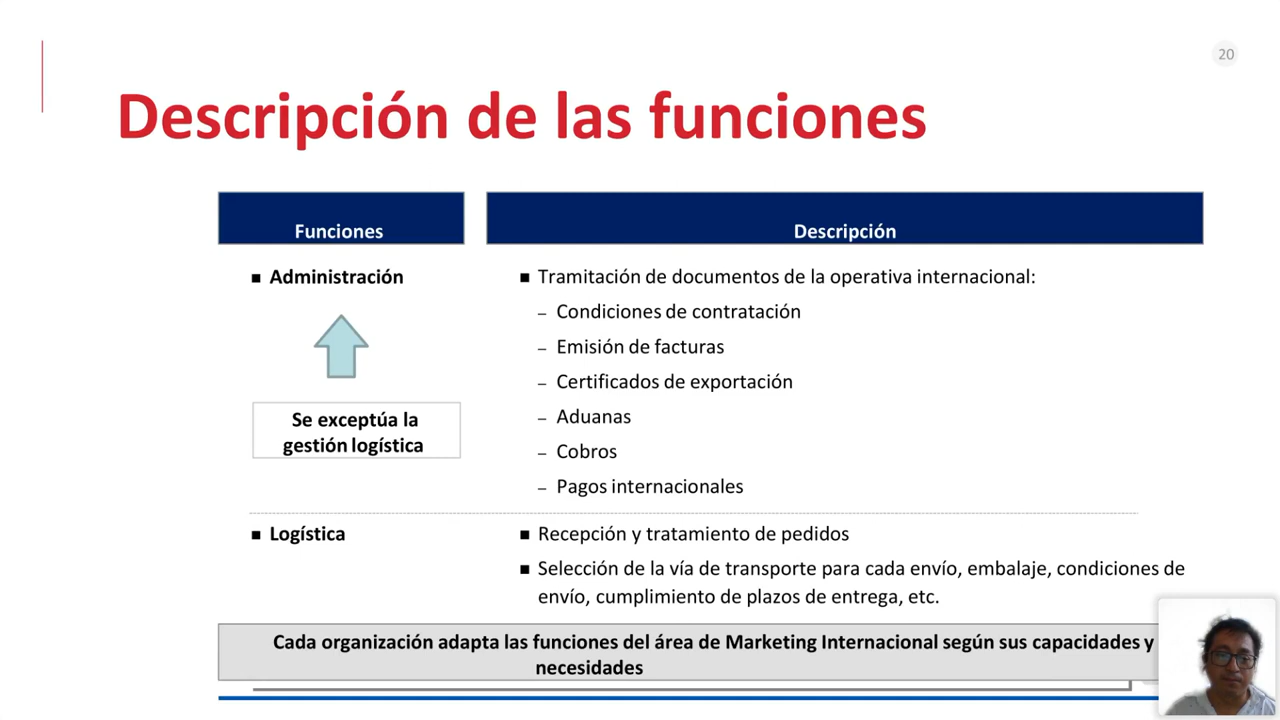 20
Descripción de las funciones
Funciones
Descripción
■ Administración
■ Tramitación de documentos de la operativa internacional:
– Condiciones de contratación
– Emisión de facturas
– Certificados de exportación
– Aduanas
– Cobros
– Pagos internacionales
Se exceptúa la
gestión logística
■ Logística
■ Recepción y tratamiento de pedidos
■ Selección de la vía de transporte para cada envío, embalaje, condiciones de
envío, cumplimiento de plazos de entrega, etc.
Cada organización adapta las funciones del área de Marketing Internacional según sus capacidades y
necesidades